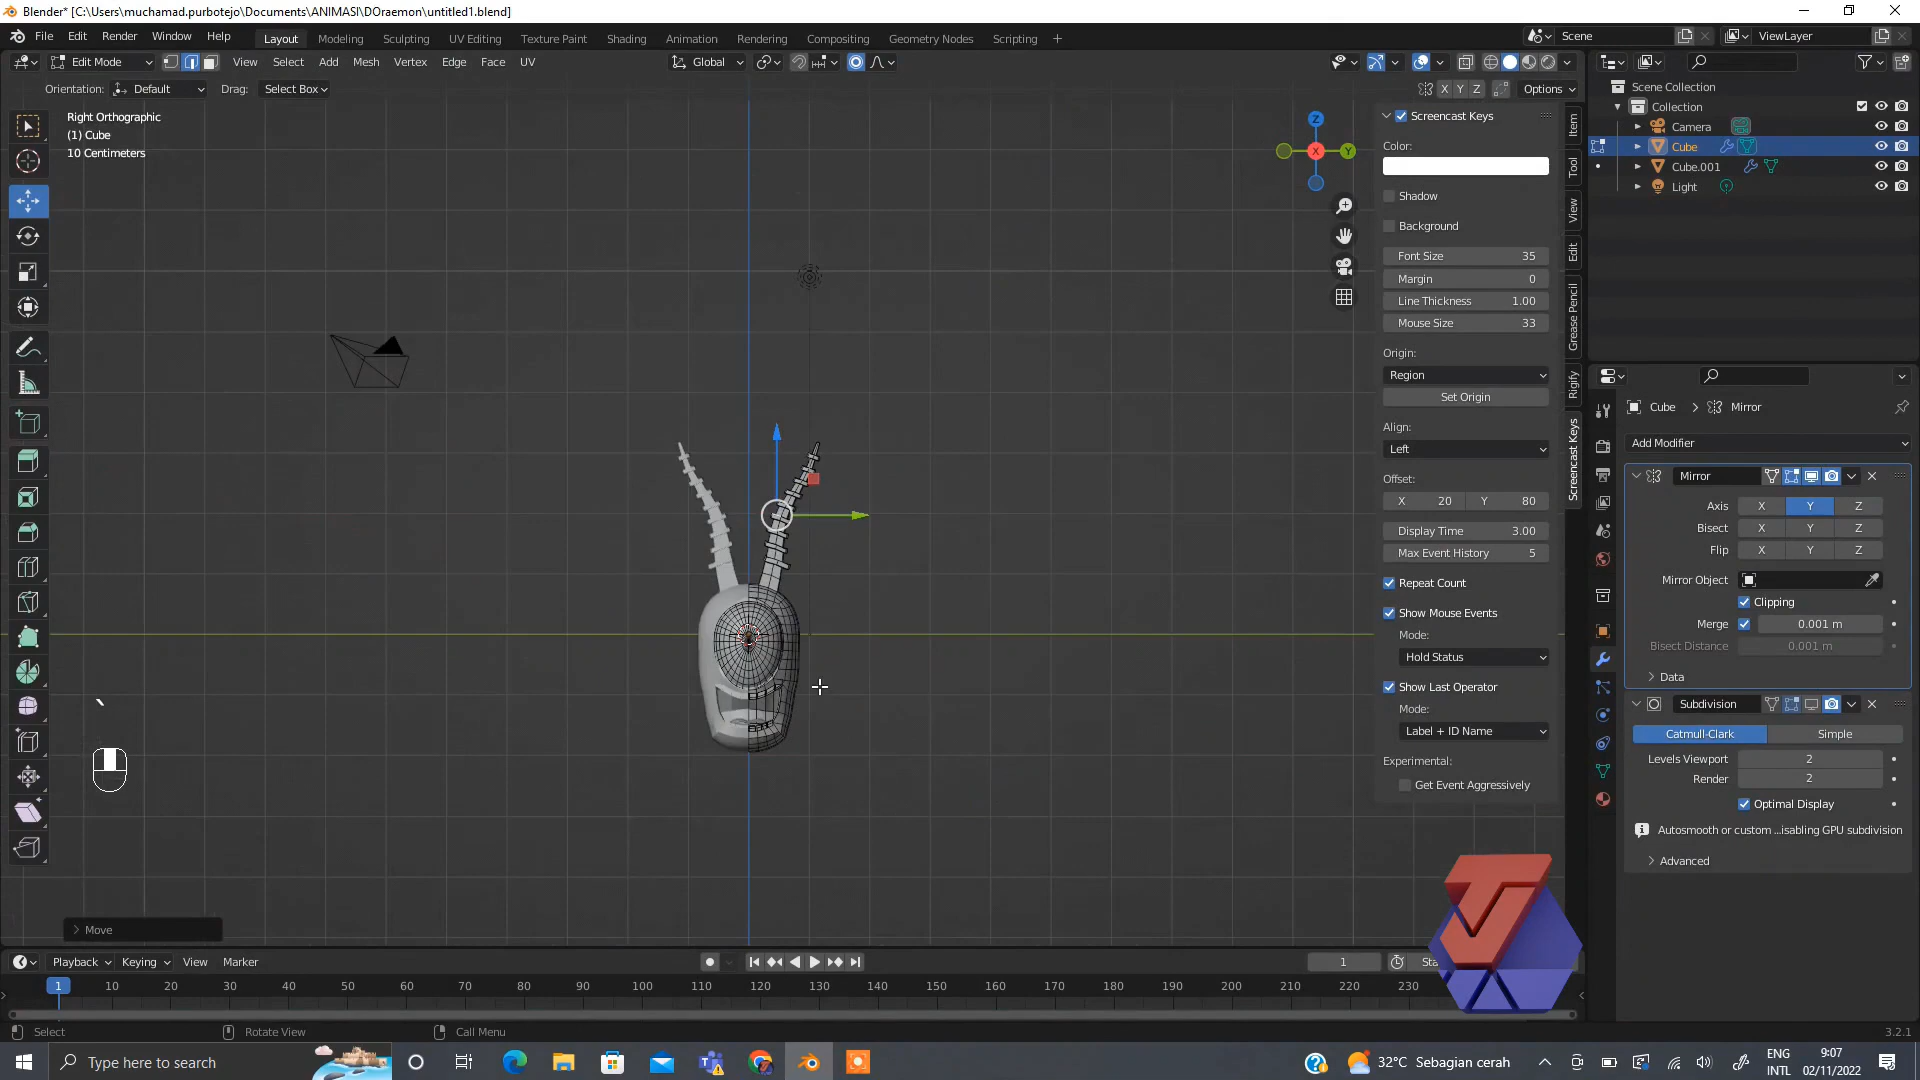 Blender* [C:\Users\muchamad.purbotejo\Documents\ANIMASI\DOraemon\untitled1.blend]
File Edit Render Window Help Layout Modeling Sculpting UV Editing Texture Paint Shading Animation Rendering Compositing Geometry Nodes Scripting + Scene ViewLayer
Edit Mode View Select Add Mesh Vertex Edge Face UV Global
Orientation: Default Drag: Select Box X Y Z Options
Right Orthographic
(1) Cube
10 Centimeters
Z
X
Y
Screencast Keys
Color:
Shadow
Background
Font Size 35
Margin 0
Line Thickness 1.00
Mouse Size 33
Origin:
Region
Set Origin
Align:
Left
Offset:
X 20 Y 80
Display Time 3.00
Max Event History 5
Repeat Count
Show Mouse Events
Mode:
Hold Status
Show Last Operator
Mode:
Label + ID Name
Experimental:
Get Event Aggressively
Item
Tool
View
Edit
Grease Pencil
Rigify
Screencast Keys
Scene Collection
Collection
Camera
Cube
Cube.001
Light
Cube > Mirror
Add Modifier
Mirror
Axis X Y Z
Bisect X Y Z
Flip X Y Z
Mirror Object
Clipping
Merge 0.001 m
Bisect Distance 0.001 m
Data
Subdivision
Catmull-Clark Simple
Levels Viewport 2
Render 2
Optimal Display
Autosmooth or custom ...isabling GPU subdivision
Advanced
`
> Move
Playback Keying View Marker 1 Sta
1 10 20 30 40 50 60 70 80 90 100 110 120 130 140 150 160 170 180 190 200 210 220 230
Select Rotate View Call Menu 3.2.1
Type here to search 32°C Sebagian cerah ENG INTL 9:07 02/11/2022